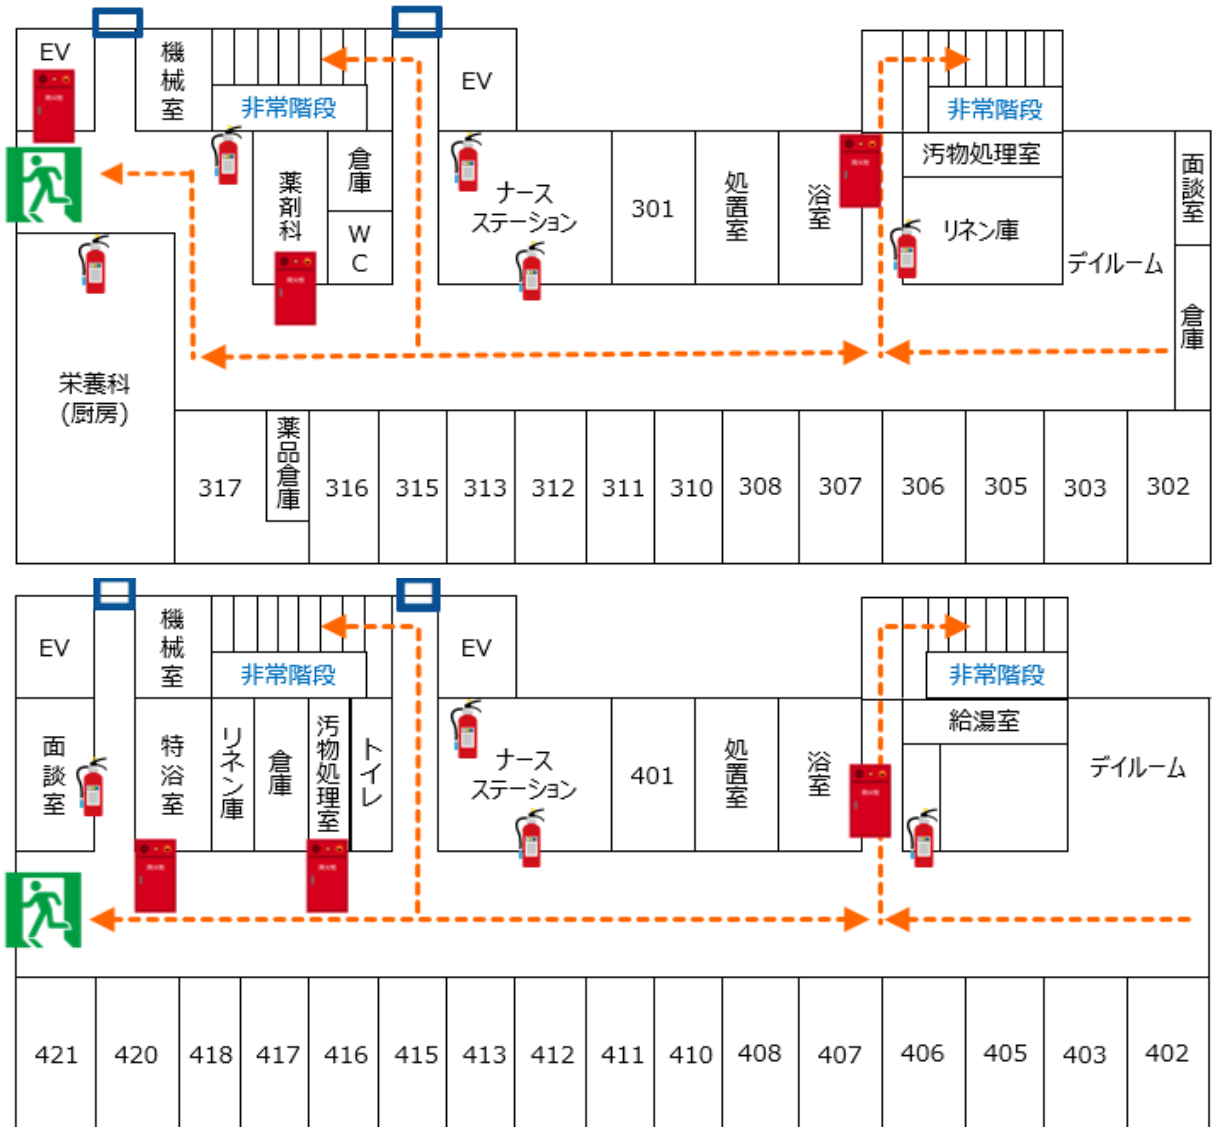 EV
機械室
非常階段
EV
非常階段
薬剤科
倉庫
WC
ナース
ステーション
301
処置室
浴室
汚物処理室
リネン庫
デイルーム
面談室
倉庫
栄養科
(厨房)
317
薬品倉庫
316
315
313
312
311
310
308
307
306
305
303
302
EV
機械室
非常階段
EV
非常階段
面談室
特浴室
リネン庫
倉庫
汚物処理室
トイレ
ナース
ステーション
401
処置室
浴室
給湯室
デイルーム
421
420
418
417
416
415
413
412
411
410
408
407
406
405
403
402